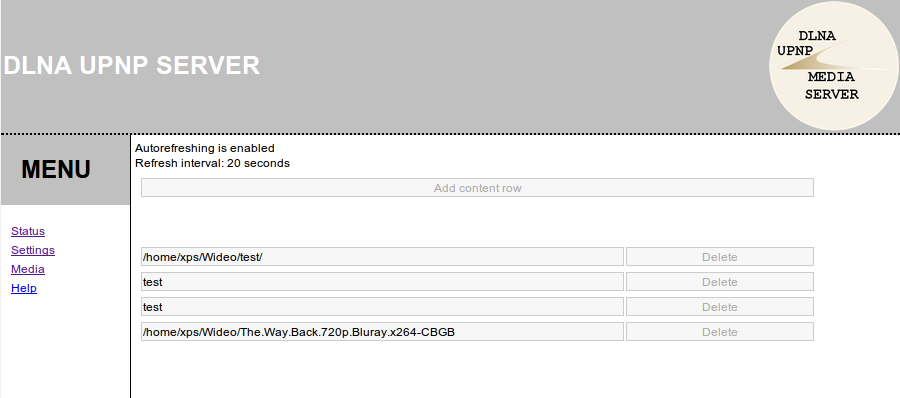 DLNA UPNP SERVER
DLNA
UPNP
MEDIA
SERVER
MENU
Status
Settings
Media
Help
Autorefreshing is enabled
Refresh interval: 20 seconds
Add content row
/home/xps/Wideo/test/ Delete
test Delete
test Delete
/home/xps/Wideo/The.Way.Back.720p.Bluray.x264-CBGB Delete